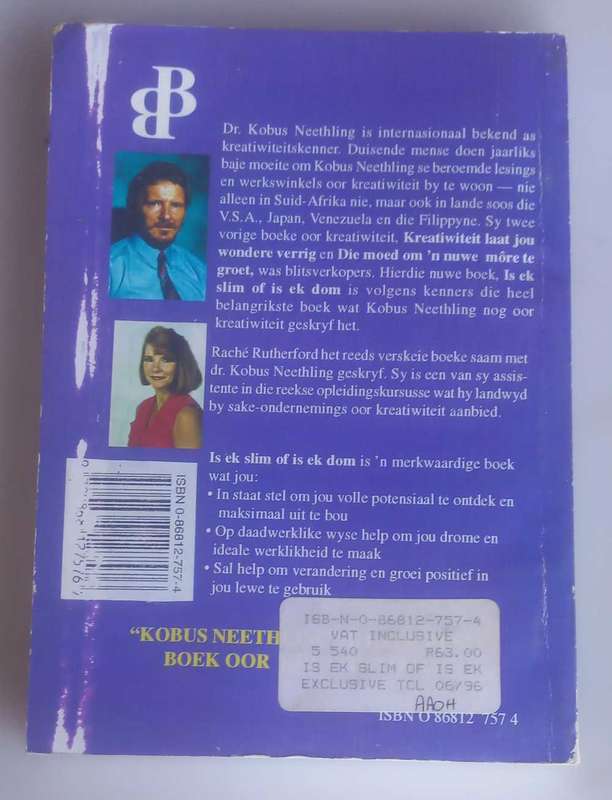 BB
Dr. Kobus Neethling is internasionaal bekend as
kreatiwiteitskenner. Duisende mense doen jaarliks
baje moeite om Kobus Neethling se beroemde lesings
en werkswinkels oor kreatiwiteit by te woon — nie
alleen in Suid-Afrika nie, maar ook in lande soos die
V.S.A., Japan, Venezuela en die Filippyne. Sy twee
vorige boeke oor kreatiwiteit, Kreatiwiteit laat jou
wondere verrig en Die moed om 'n nuwe môre te
groet, was blitsverkopers. Hierdie nuwe boek, Is ek
slim of is ek dom is volgens kenners die heel
belangrikste boek wat Kobus Neethling nog oor
kreatiwiteit geskryf het.
Raché Rutherford het reeds verskeie boeke saam met
dr. Kobus Neethling geskryf. Sy is een van sy assis-
tente in die reekse opleidingskursusse wat hy landwyd
by sake-ondernemings oor kreatiwiteit aanbied.
Is ek slim of is ek dom is 'n merkwaardige boek
wat jou:
• In staat stel om jou volle potensiaal te ontdek en
maksimaal uit te bou
• Op daadwerklike wyse help om jou drome en
ideale werklikheid te maak
• Sal help om verandering en groei positief in
jou lewe te gebruik
ISBN 0-86812-757-4
"KOBUS NEETH
BOEK OOR
ISB-N-0-86812-757-4
VAT INCLUSIVE
5 540 R63.00
IS EK SLIM OF IS EK
EXCLUSIVE TCL 06/96
AAOH
ISBN O 86812 757 4